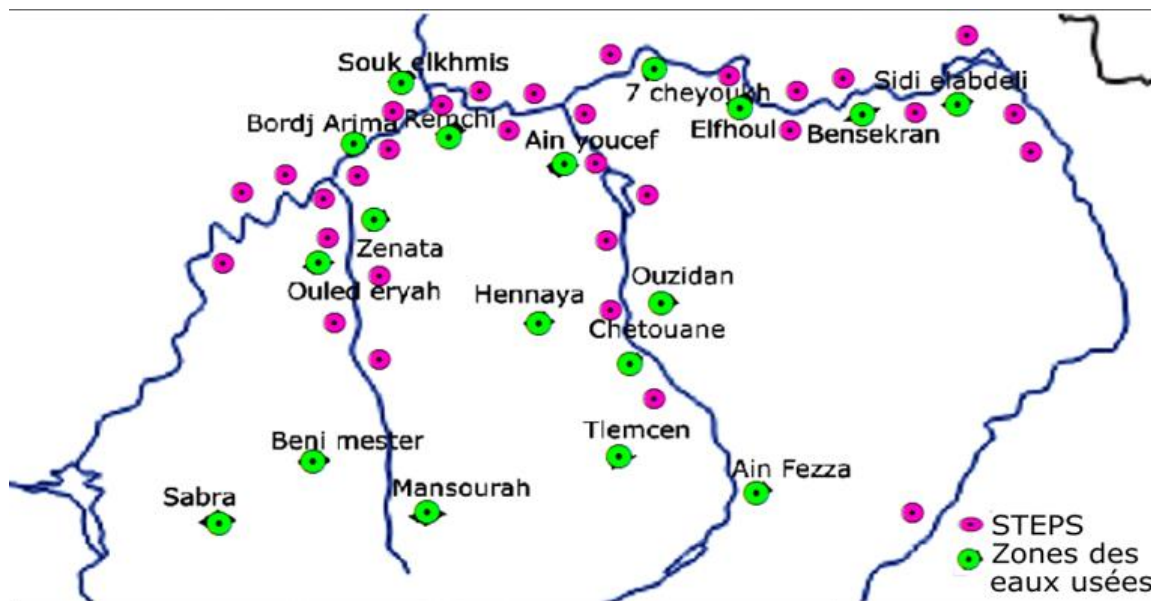 Souk elkhmis
7 cheyoukh
Sidi elabdeli
Bordj Arima
Remchi
Ain youcef
Elfhoul
Bensekran
Zenata
Ouled eryah
Hennaya
Ouzidan
Chetouane
Beni mester
Tlemcen
Sabra
Mansourah
Ain Fezza
STEPS
Zones des
eaux usées